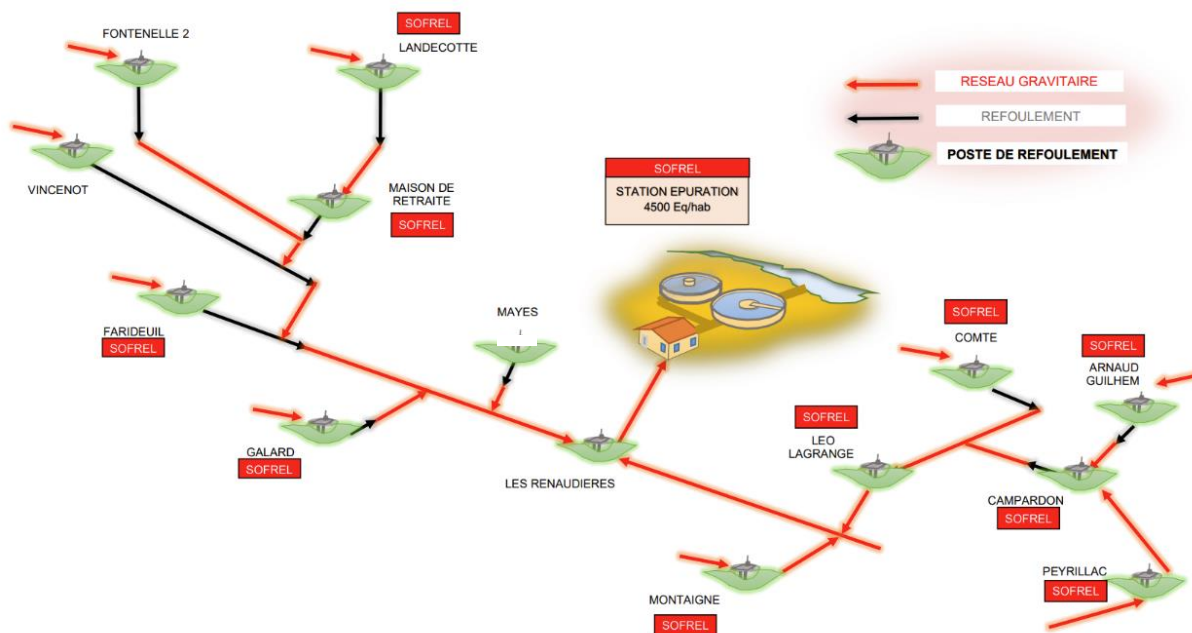 FONTENELLE 2
SOFREL
LANDECOTTE
RESEAU GRAVITAIRE
REFOULEMENT
POSTE DE REFOULEMENT
VINCENOT
MAISON DE
RETRAITE
SOFREL
SOFREL
STATION EPURATION
4500 Eq/hab
FARIDEUIL
SOFREL
MAYES
SOFREL
COMTE
SOFREL
ARNAUD
GUILHEM
GALARD
SOFREL
LES RENAUDIERES
SOFREL
LEO
LAGRANGE
CAMPARDON
SOFREL
MONTAIGNE
SOFREL
PEYRILLAC
SOFREL